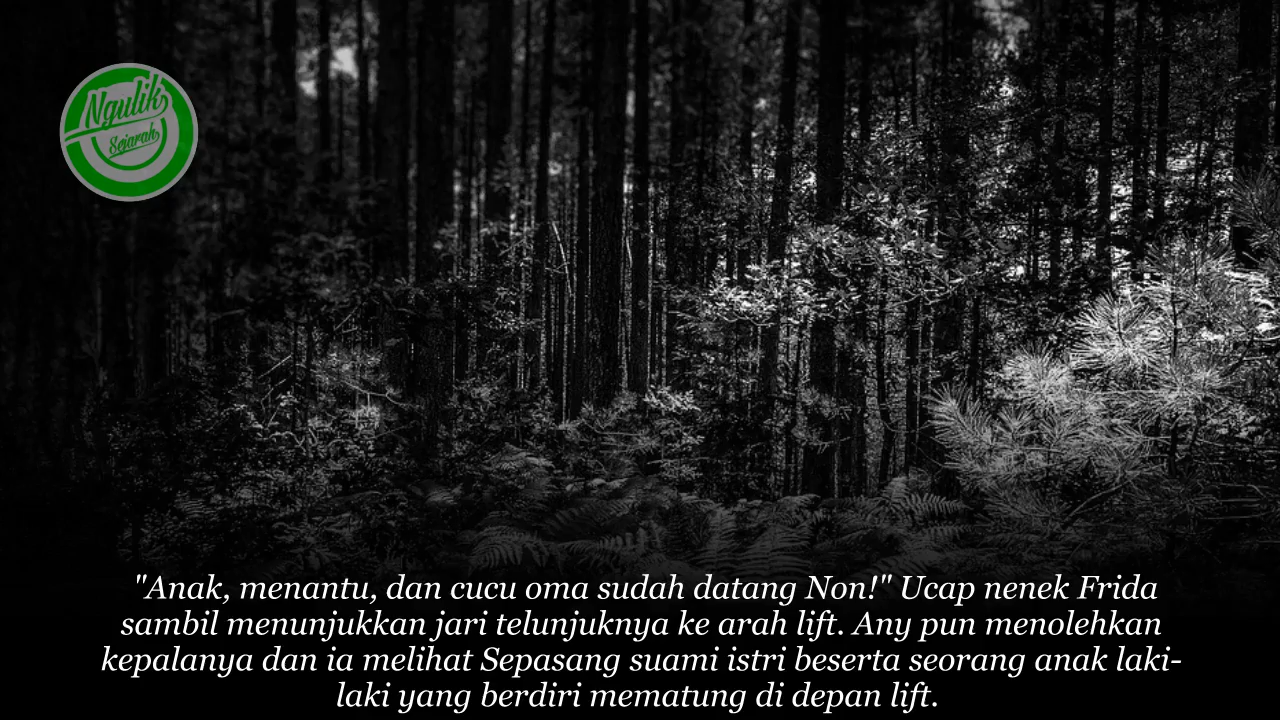 Ngulik
Sejarah
"Anak, menantu, dan cucu oma sudah datang Non!" Ucap nenek Frida
sambil menunjukkan jari telunjuknya ke arah lift. Any pun menolehkan
kepalanya dan ia melihat Sepasang suami istri beserta seorang anak laki-
laki yang berdiri mematung di depan lift.